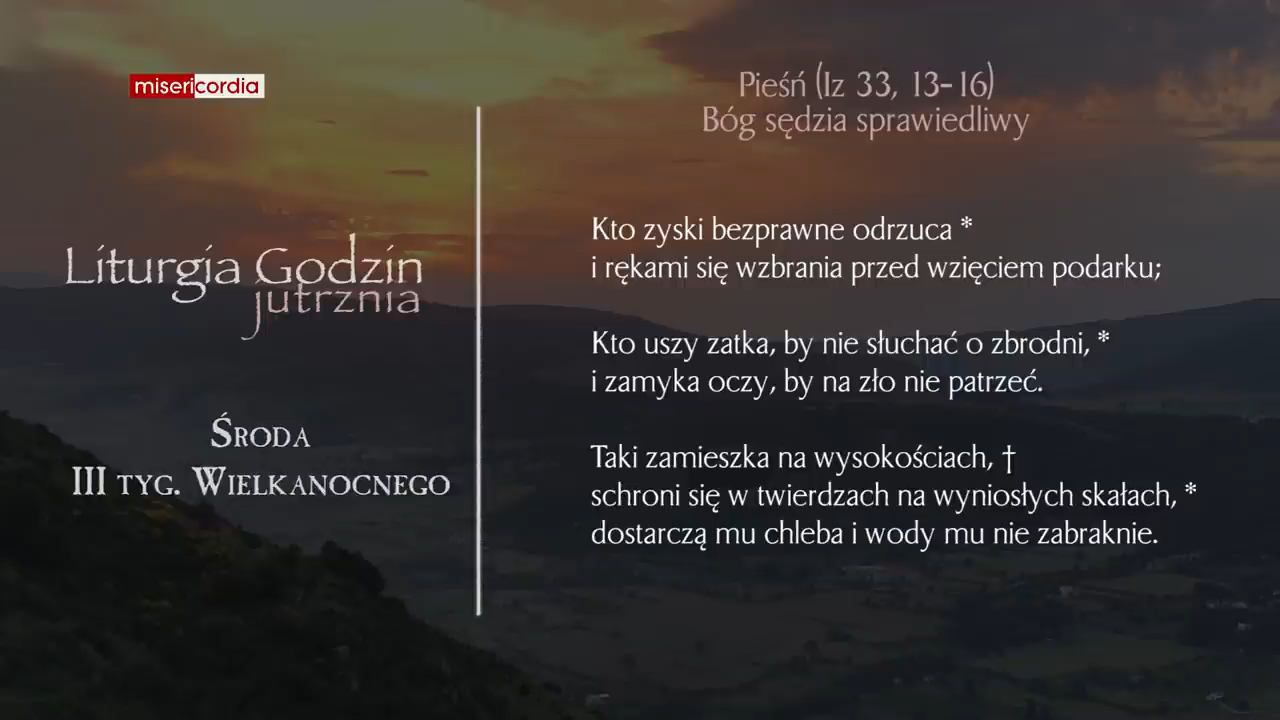 misericordia
Liturgia Godzin
jutrznia
Środa
III tyg. Wielkanocnego
Pieśń (Iz 33, 13-16)
Bóg sędzia sprawiedliwy
Kto zyski bezprawne odrzuca *
i rękami się wzbrania przed wzięciem podarku;
Kto uszy zatka, by nie słuchać o zbrodni, *
i zamyka oczy, by na zło nie patrzeć.
Taki zamieszka na wysokościach, †
schroni się w twierdzach na wyniosłych skałach, *
dostarczą mu chleba i wody mu nie zabraknie.